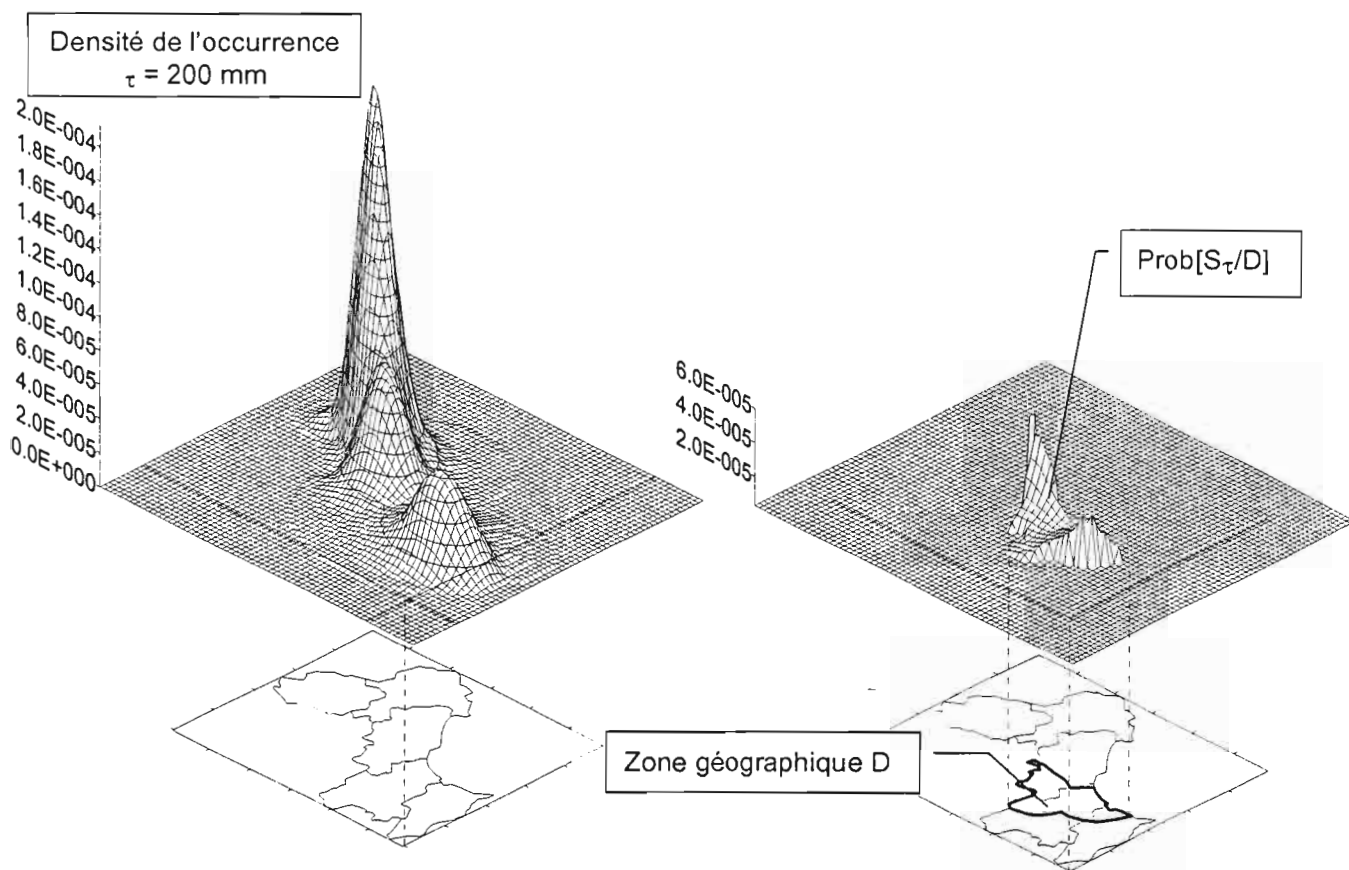 Densité de l'occurrence
τ = 200 mm
2.0E-004
1.8E-004
1.6E-004
1.4E-004
1.2E-004
1.0E-004
8.0E-005
6.0E-005
4.0E-005
2.0E-005
0.0E+000
Prob[Sτ/D]
6.0E-005
4.0E-005
2.0E-005
Zone géographique D